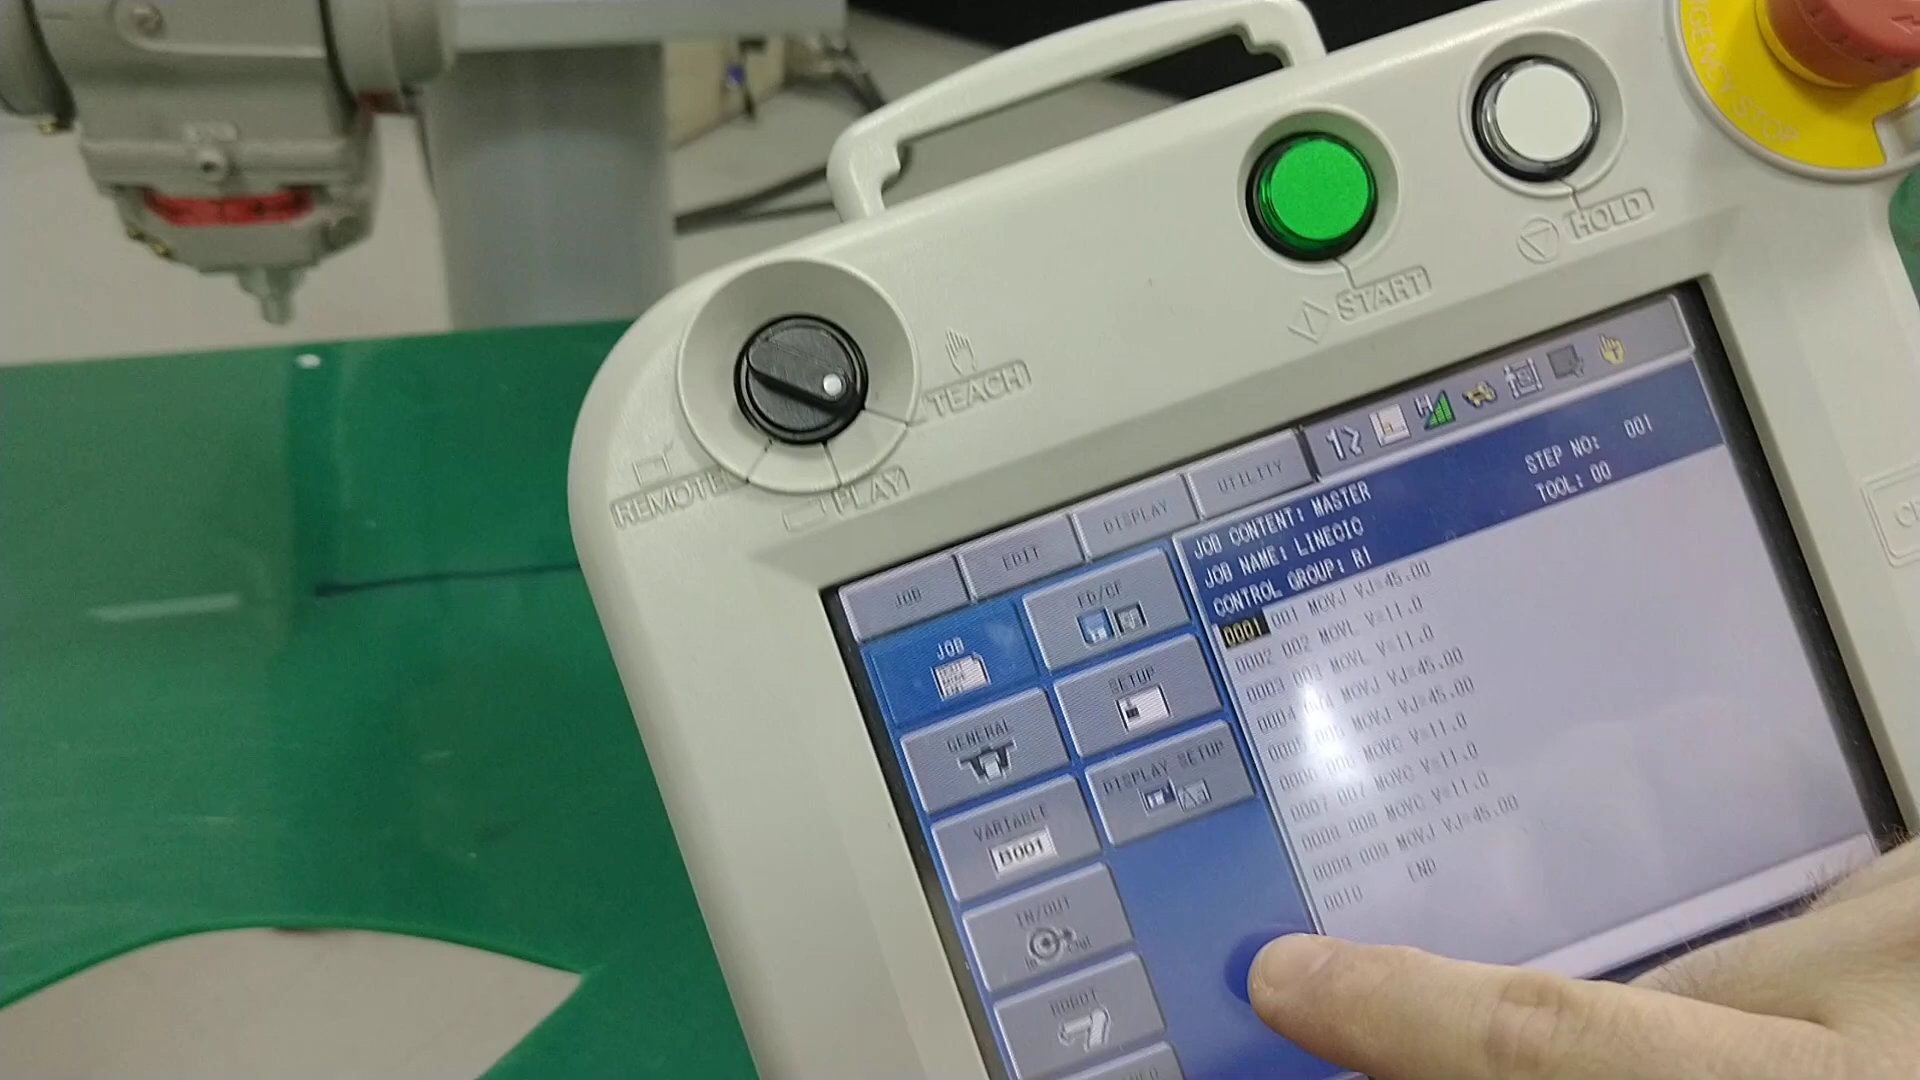 EMERGENCY STOP
HOLD
START
TEACH
REMOTE
PLAY
JOB
EDIT
DISPLAY
UTILITY
JOB
EX/CF
GENERAL
SETUP
VARIABLE
B001
DISPLAY SETUP
IN/OUT
In
Out
ROBOT
JOB CONTENT: MASTER
JOB NAME: LINECIC
CONTROL GROUP: R1
STEP NO: 001
TOOL: 00
0001 001 MOVJ VJ=45.00
0002 002 MOVL V=11.0
0003 003 MOVL V=11.0
0004 004 MOVJ VJ=45.00
0005 005 MOVJ VJ=45.00
0006 006 MOVC V=11.0
0007 007 MOVC V=11.0
0008 008 MOVC V=11.0
0009 009 MOVJ VJ=45.00
0010 END